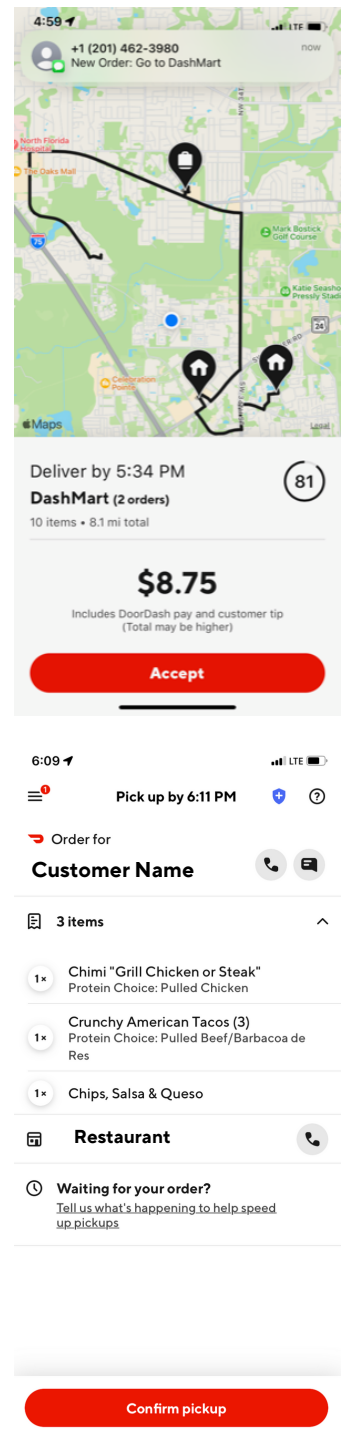 4:59
LTE
+1 (201) 462-3980
now
New Order: Go to DashMart
NW 34T
North Florida
Hospital
The Oaks Mall
75
Mark Bostick
Golf Course
Katie Seasho
Pressly Stadi
24
Celebration
Pointe
Maps
Legal
Deliver by 5:34 PM
81
DashMart (2 orders)
10 items • 8.1 mi total
$8.75
Includes DoorDash pay and customer tip
(Total may be higher)
Accept
6:09
LTE
1
Pick up by 6:11 PM
?
Order for
Customer Name
3 items
1× Chimi "Grill Chicken or Steak"
Protein Choice: Pulled Chicken
1× Crunchy American Tacos (3)
Protein Choice: Pulled Beef/Barbacoa de
Res
1× Chips, Salsa & Queso
Restaurant
Waiting for your order?
Tell us what's happening to help speed
up pickups
Confirm pickup